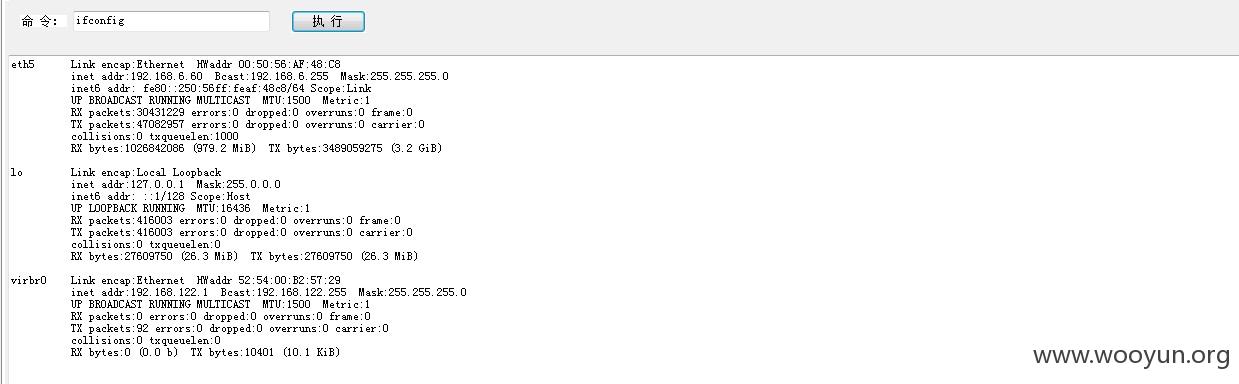 命 令： ifconfig 执 行
eth5 Link encap:Ethernet HWaddr 00:50:56:AF:48:C8
inet addr:192.168.6.60 Bcast:192.168.6.255 Mask:255.255.255.0
inet6 addr: fe80::250:56ff:feaf:48c8/64 Scope:Link
UP BROADCAST RUNNING MULTICAST MTU:1500 Metric:1
RX packets:30431229 errors:0 dropped:0 overruns:0 frame:0
TX packets:47082957 errors:0 dropped:0 overruns:0 carrier:0
collisions:0 txqueuelen:1000
RX bytes:1026842086 (979.2 MiB) TX bytes:3489059275 (3.2 GiB)
lo Link encap:Local Loopback
inet addr:127.0.0.1 Mask:255.0.0.0
inet6 addr: ::1/128 Scope:Host
UP LOOPBACK RUNNING MTU:16436 Metric:1
RX packets:416003 errors:0 dropped:0 overruns:0 frame:0
TX packets:416003 errors:0 dropped:0 overruns:0 carrier:0
collisions:0 txqueuelen:0
RX bytes:27609750 (26.3 MiB) TX bytes:27609750 (26.3 MiB)
virbr0 Link encap:Ethernet HWaddr 52:54:00:B2:57:29
inet addr:192.168.122.1 Bcast:192.168.122.255 Mask:255.255.255.0
UP BROADCAST RUNNING MULTICAST MTU:1500 Metric:1
RX packets:0 errors:0 dropped:0 overruns:0 frame:0
TX packets:92 errors:0 dropped:0 overruns:0 carrier:0
collisions:0 txqueuelen:0
RX bytes:0 (0.0 b) TX bytes:10401 (10.1 KiB)
www.wooyun.org